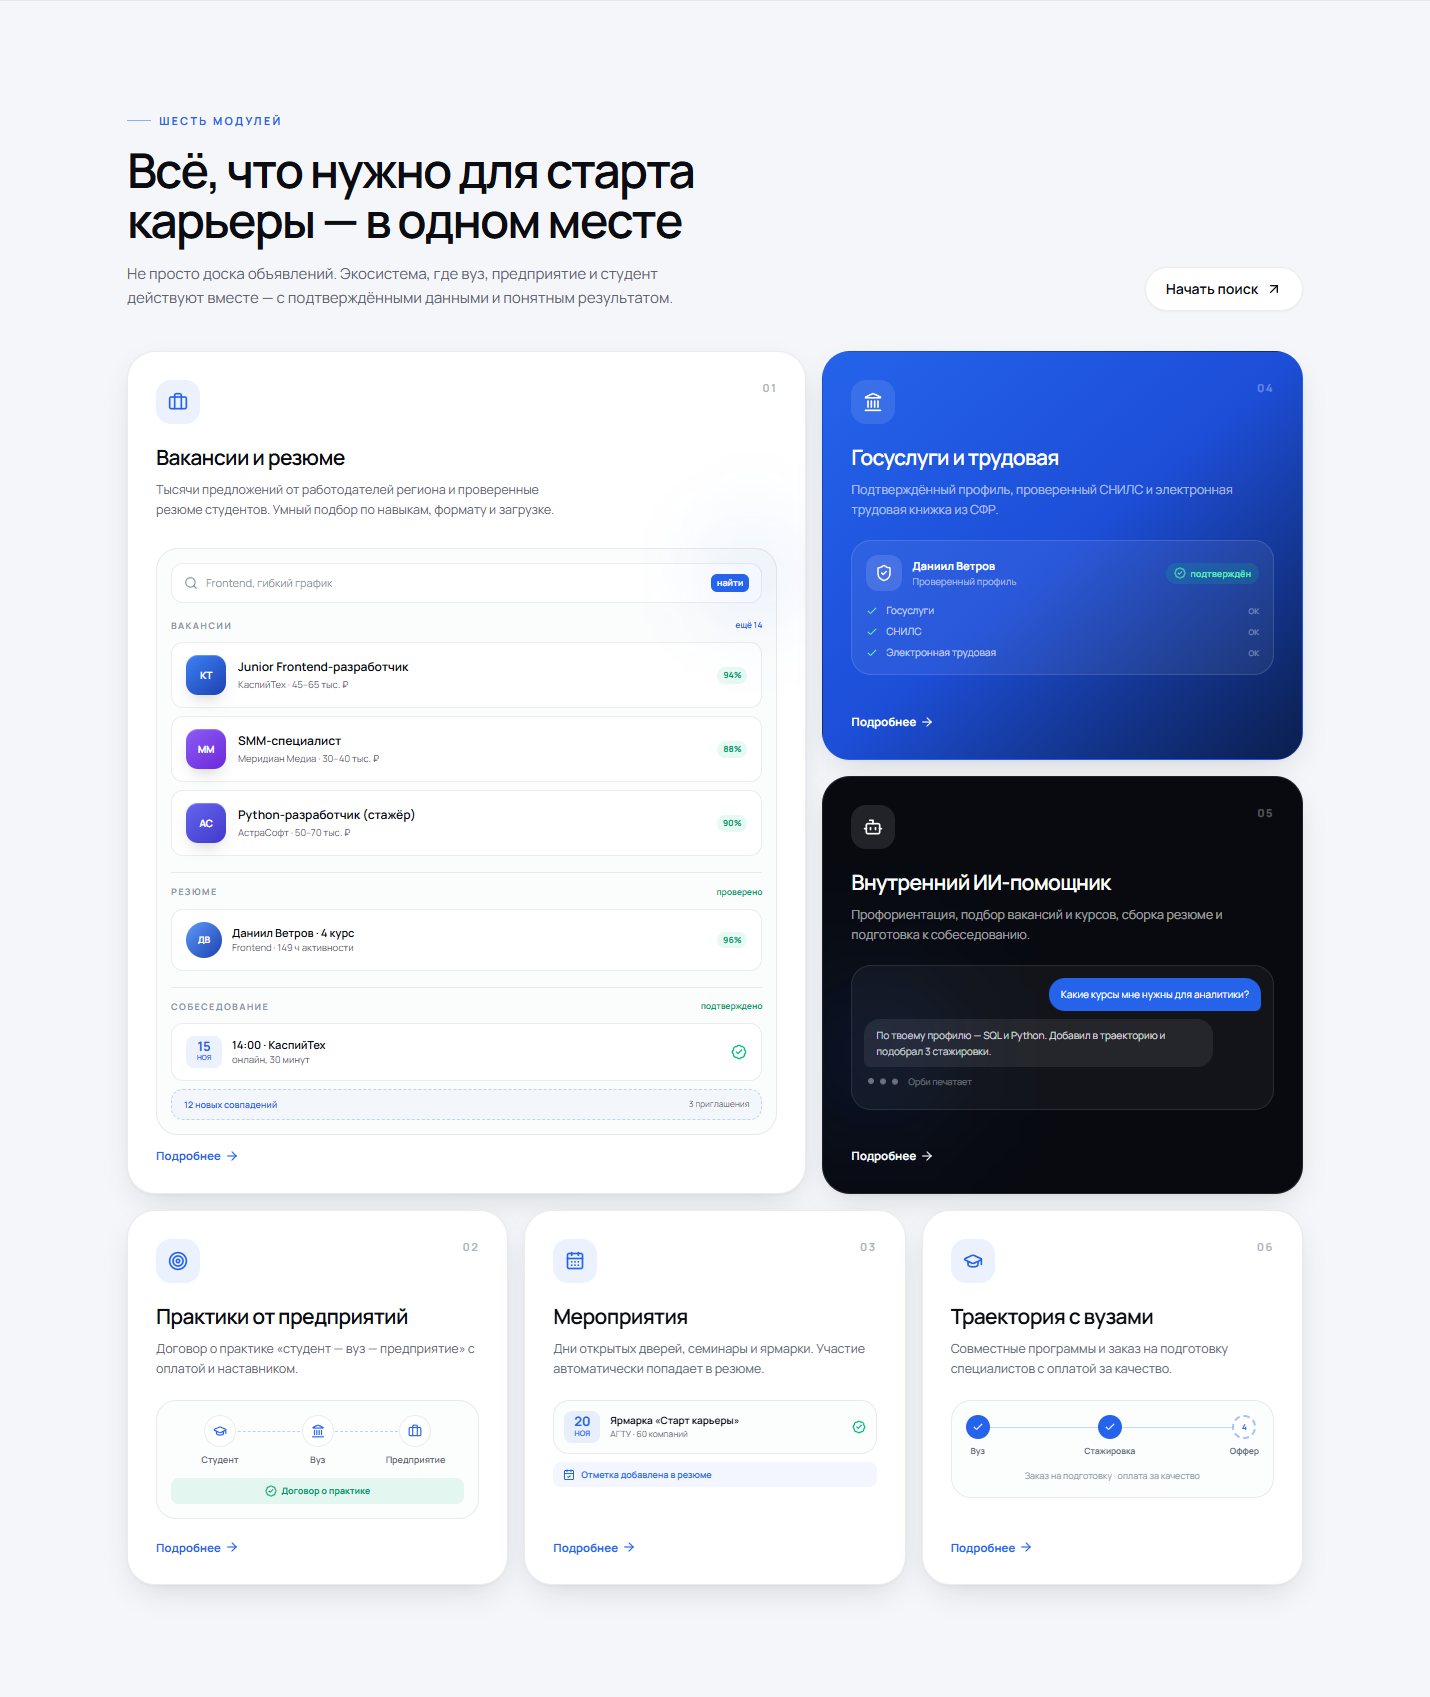 ШЕСТЬ МОДУЛЕЙ
Всё, что нужно для старта
карьеры — в одном месте
Не просто доска объявлений. Экосистема, где вуз, предприятие и студент
действуют вместе — с подтверждёнными данными и понятным результатом.
Начать поиск
01
Вакансии и резюме
Тысячи предложений от работодателей региона и проверенные
резюме студентов. Умный подбор по навыкам, формату и загрузке.
Frontend, гибкий график
найти
ВАКАНСИИ
ещё 14
КТ
Junior Frontend-разработчик
КаспийТех · 45–65 тыс. ₽
94%
ММ
SMM-специалист
Меридиан Медиа · 30–40 тыс. ₽
88%
АС
Python-разработчик (стажёр)
АстраСофт · 50–70 тыс. ₽
90%
РЕЗЮМЕ
проверено
ДВ
Даниил Ветров · 4 курс
Frontend · 149 ч активности
96%
СОБЕСЕДОВАНИЕ
подтверждено
15
НОЯ
14:00 · КаспийТех
онлайн, 30 минут
12 новых совпадений
3 приглашения
Подробнее
04
Госуслуги и трудовая
Подтверждённый профиль, проверенный СНИЛС и электронная
трудовая книжка из СФР.
Даниил Ветров
Проверенный профиль
подтверждён
Госуслуги
ок
СНИЛС
ок
Электронная трудовая
ок
Подробнее
05
Внутренний ИИ-помощник
Профориентация, подбор вакансий и курсов, сборка резюме и
подготовка к собеседованию.
Какие курсы мне нужны для аналитики?
По твоему профилю — SQL и Python. Добавил в траекторию и
подобрал 3 стажировки.
Орби печатает
Подробнее
02
Практики от предприятий
Договор о практике «студент — вуз — предприятие» с
оплатой и наставником.
Студент
Вуз
Предприятие
Договор о практике
Подробнее
03
Мероприятия
Дни открытых дверей, семинары и ярмарки. Участие
автоматически попадает в резюме.
20
НОЯ
Ярмарка «Старт карьеры»
АГТУ · 60 компаний
Отметка добавлена в резюме
Подробнее
06
Траектория с вузами
Совместные программы и заказ на подготовку
специалистов с оплатой за качество.
4
Вуз
Стажировка
Оффер
Заказ на подготовку · оплата за качество
Подробнее